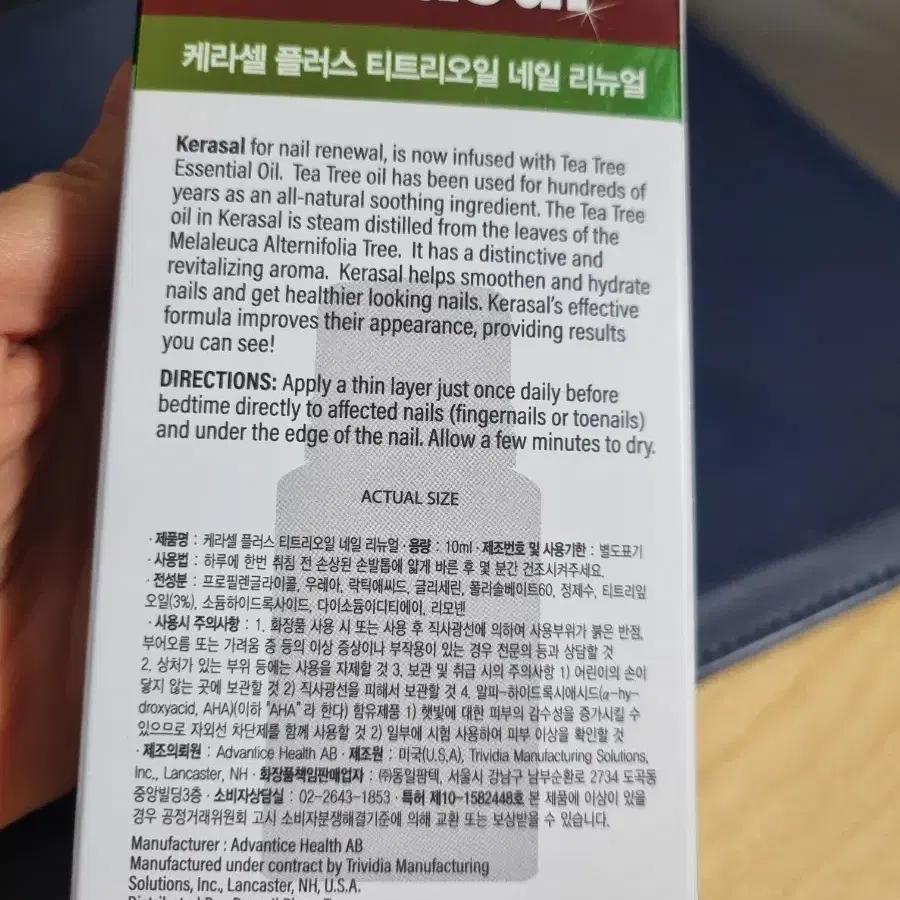 케라셀 플러스 티트리오일 네일 리뉴얼
Kerasal for nail renewal, is now infused with Tea Tree
Essential Oil. Tea Tree oil has been used for hundreds of
years as an all-natural soothing ingredient. The Tea Tree
oil in Kerasal is steam distilled from the leaves of the
Melaleuca Alternifolia Tree. It has a distinctive and
revitalizing aroma. Kerasal helps smoothen and hydrate
nails and get healthier looking nails. Kerasal's effective
formula improves their appearance, providing results
you can see!
DIRECTIONS: Apply a thin layer just once daily before
bedtime directly to affected nails (fingernails or toenails)
and under the edge of the nail. Allow a few minutes to dry.
ACTUAL SIZE
· 제품명 : 케라셀 플러스 티트리오일 네일 리뉴얼 · 용량 : 10ml · 제조번호 및 사용기한 : 별도표기
· 사용법 : 하루에 한번 취침 전 손상된 손발톱에 얇게 바른 후 몇 분간 건조시켜주세요.
· 전성분 : 프로필렌글라이콜, 우레아, 락틱애씨드, 글리세린, 폴리솔베이트60, 정제수, 티트리잎
오일(3%), 소듐하이드록사이드, 다이소듐이디티에이, 리모넨
· 사용시 주의사항 : 1. 화장품 사용 시 또는 사용 후 직사광선에 의하여 사용부위가 붉은 반점,
부어오름 또는 가려움 중 등의 이상 증상이나 부작용이 있는 경우 전문의 등과 상담할 것
2. 상처가 있는 부위 등에는 사용을 자제할 것 3. 보관 및 취급 시의 주의사항 1) 어린이의 손이
닿지 않는 곳에 보관할 것 2) 직사광선을 피해서 보관할 것 4. 알파-하이드록시애시드(α-hy-
droxyacid, AHA)(이하 "AHA" 라 한다) 함유제품 1) 햇빛에 대한 피부의 감수성을 증가시킬 수
있으므로 자외선 차단제를 함께 사용할 것 2) 일부에 시험 사용하여 피부 이상을 확인할 것
· 제조의뢰원 : Advantice Health AB · 제조원 : 미국(U.S.A), Trividia Manufacturing Solutions,
Inc., Lancaster, NH · 화장품책임판매업자 : ㈜동일팜텍, 서울시 강남구 남부순환로 2734 도곡동
중앙빌딩3층 · 소비자상담실 : 02-2643-1853 · 특허 제10-1582448호 본 제품에 이상이 있을
경우 공정거래위원회 고시 소비자분쟁해결기준에 의해 교환 또는 보상받을 수 있습니다.
Manufacturer : Advantice Health AB
Manufactured under contract by Trividia Manufacturing
Solutions, Inc., Lancaster, NH, U.S.A.